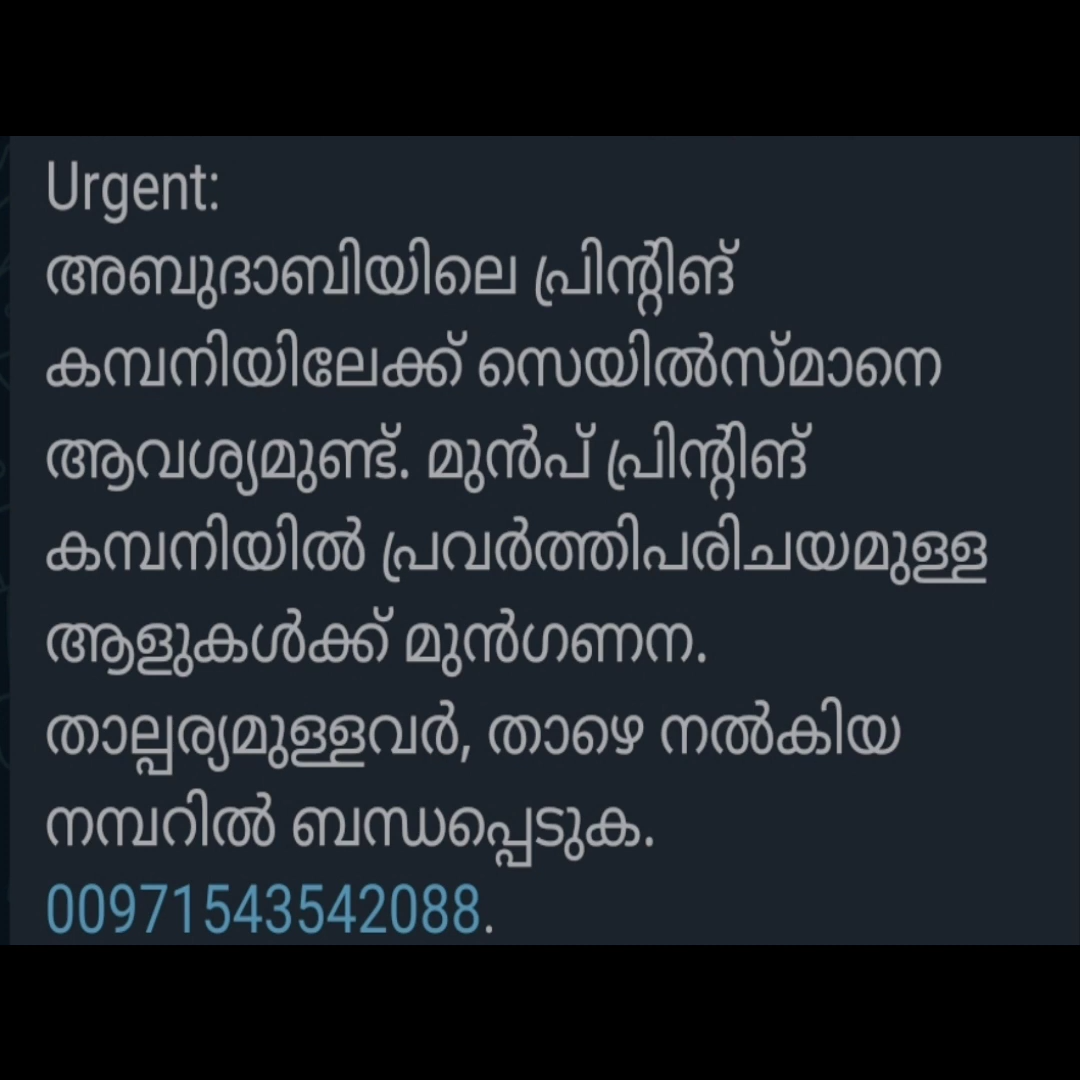 Urgent:
അബുദാബിയിലെ പ്രിന്റിങ്
കമ്പനിയിലേക്ക് സെയിൽസ്മാനെ
ആവശ്യമുണ്ട്. മുൻപ് പ്രിന്റിങ്
കമ്പനിയിൽ പ്രവർത്തിപരിചയമുള്ള
ആളുകൾക്ക് മുൻഗണന.
താല്പര്യമുള്ളവർ, താഴെ നൽകിയ
നമ്പറിൽ ബന്ധപ്പെടുക.
00971543542088.